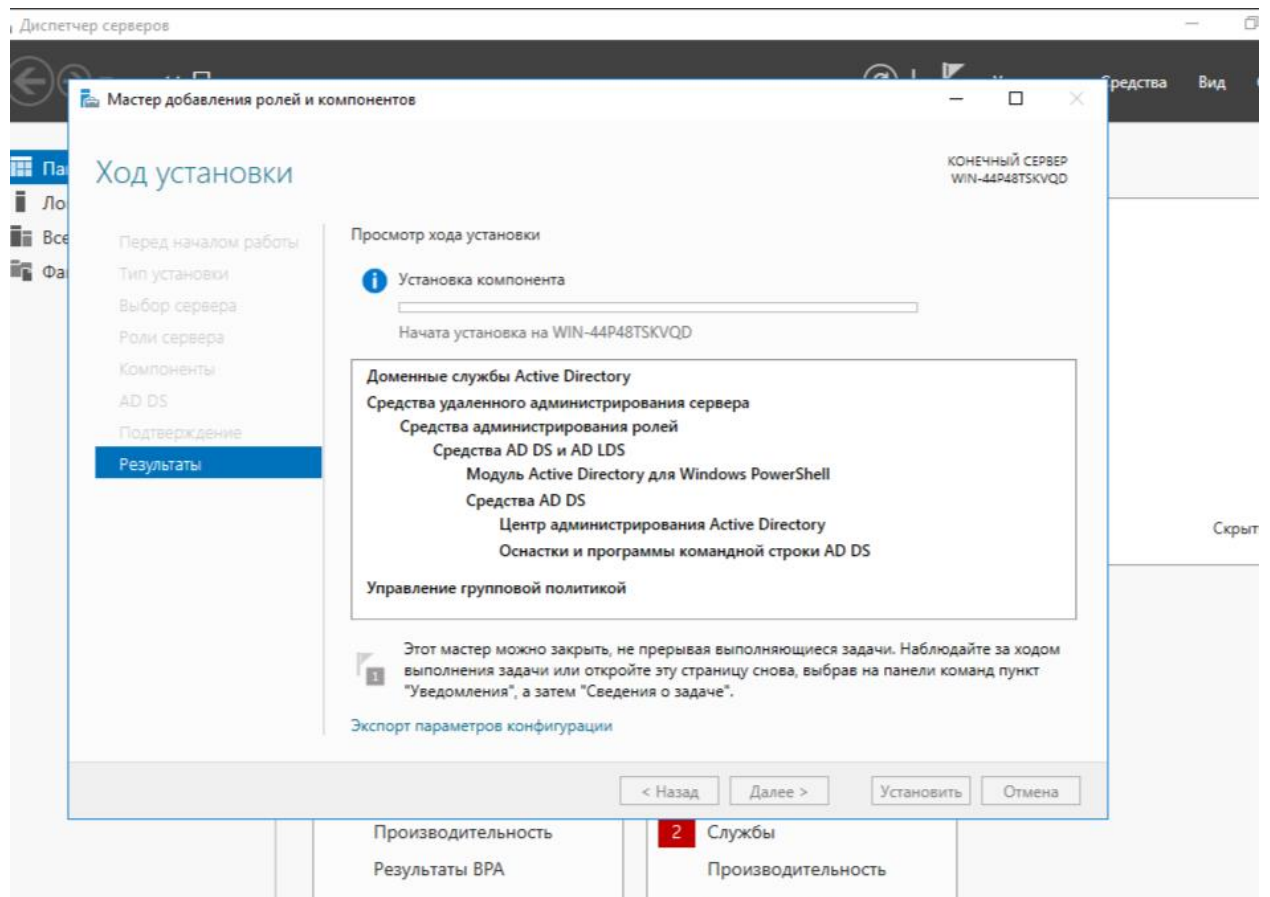 Диспетчер серверов
Средства Вид
Мастер добавления ролей и компонентов
Ход установки
КОНЕЧНЫЙ СЕРВЕР
WIN-44P48TSKVQD
Перед началом работы
Тип установки
Выбор сервера
Роли сервера
Компоненты
AD DS
Подтверждение
Результаты
Просмотр хода установки
Установка компонента
Начата установка на WIN-44P48TSKVQD
Доменные службы Active Directory
Средства удаленного администрирования сервера
Средства администрирования ролей
Средства AD DS и AD LDS
Модуль Active Directory для Windows PowerShell
Средства AD DS
Центр администрирования Active Directory
Оснастки и программы командной строки AD DS
Управление групповой политикой
1
Этот мастер можно закрыть, не прерывая выполняющиеся задачи. Наблюдайте за ходом
выполнения задачи или откройте эту страницу снова, выбрав на панели команд пункт
"Уведомления", а затем "Сведения о задаче".
Экспорт параметров конфигурации
< Назад Далее > Установить Отмена
Па
Ло
Все
Фа
Скрыт
Производительность
Результаты BPA
2 Службы
Производительность